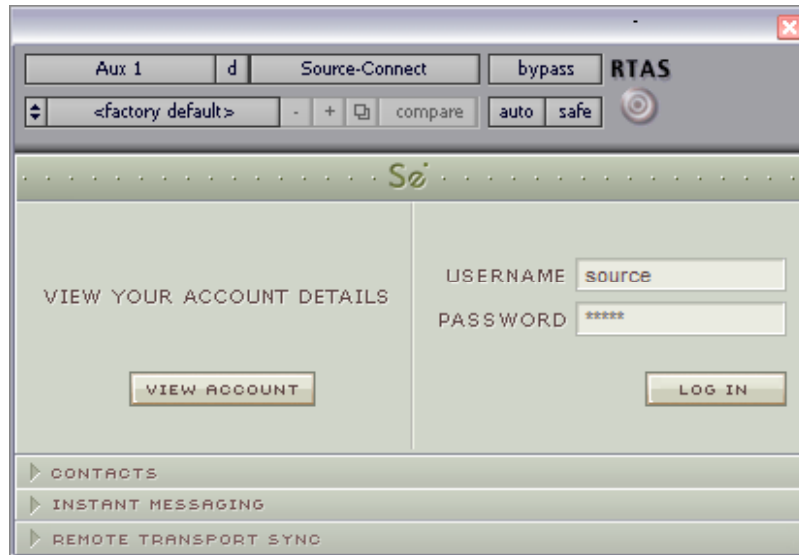 Aux 1 d Source-Connect bypass RTAS
<factory default> - + compare auto safe
Se
VIEW YOUR ACCOUNT DETAILS
VIEW ACCOUNT
USERNAME source
PASSWORD *****
LOG IN
CONTACTS
INSTANT MESSAGING
REMOTE TRANSPORT SYNC